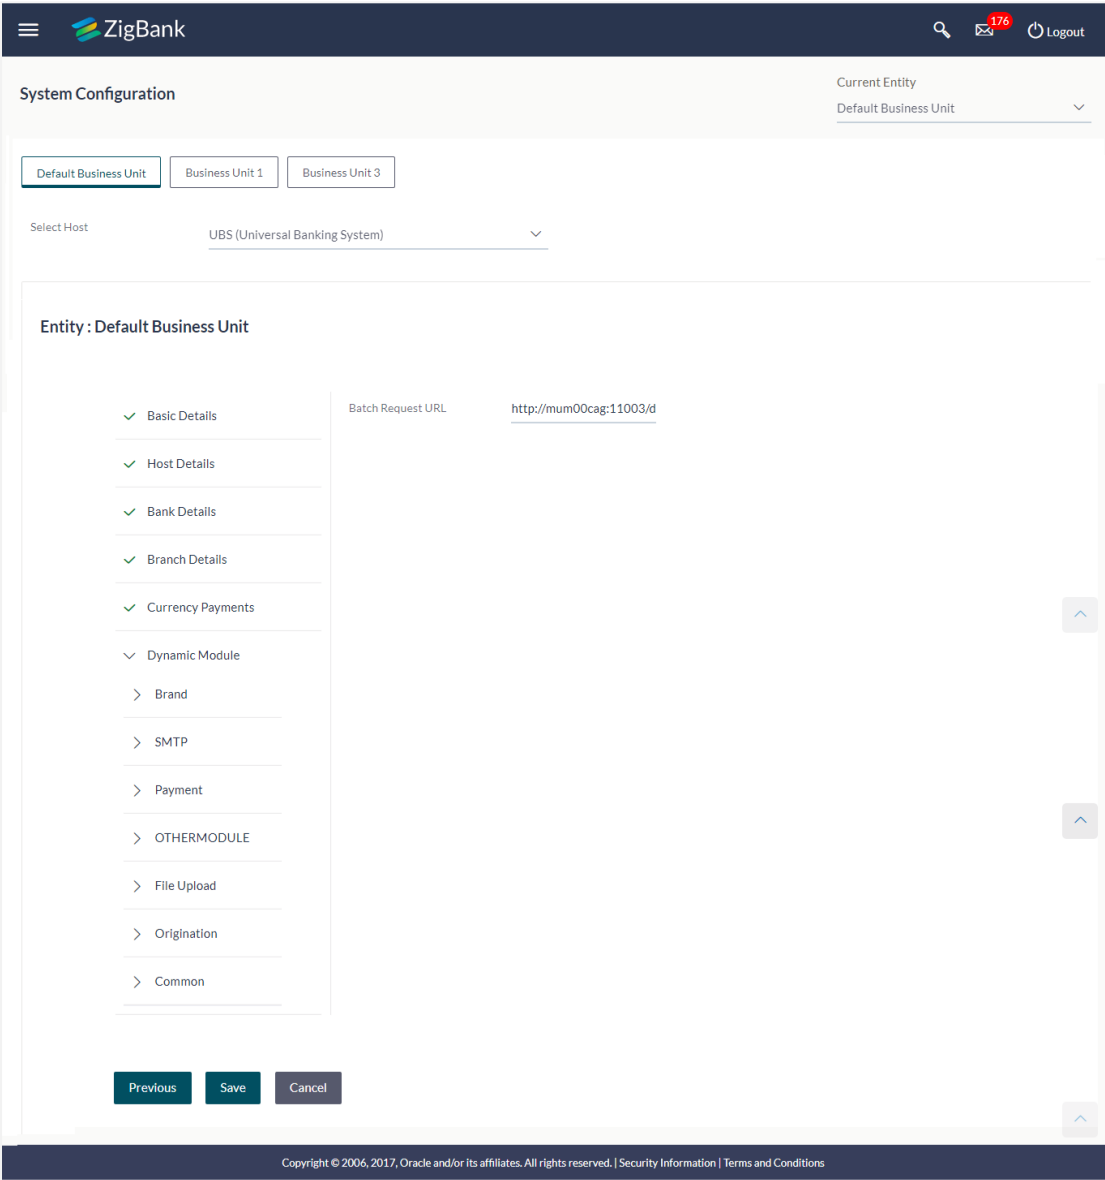 ZigBank
176
Logout
System Configuration
Current Entity
Default Business Unit
Default Business Unit
Business Unit 1
Business Unit 3
Select Host
UBS (Universal Banking System)
Entity : Default Business Unit
Basic Details
Batch Request URL
http://mum00cag:11003/d
Host Details
Bank Details
Branch Details
Currency Payments
Dynamic Module
Brand
SMTP
Payment
OTHERMODULE
File Upload
Origination
Common
Previous
Save
Cancel
Copyright © 2006, 2017, Oracle and/or its affiliates. All rights reserved. | Security Information | Terms and Conditions